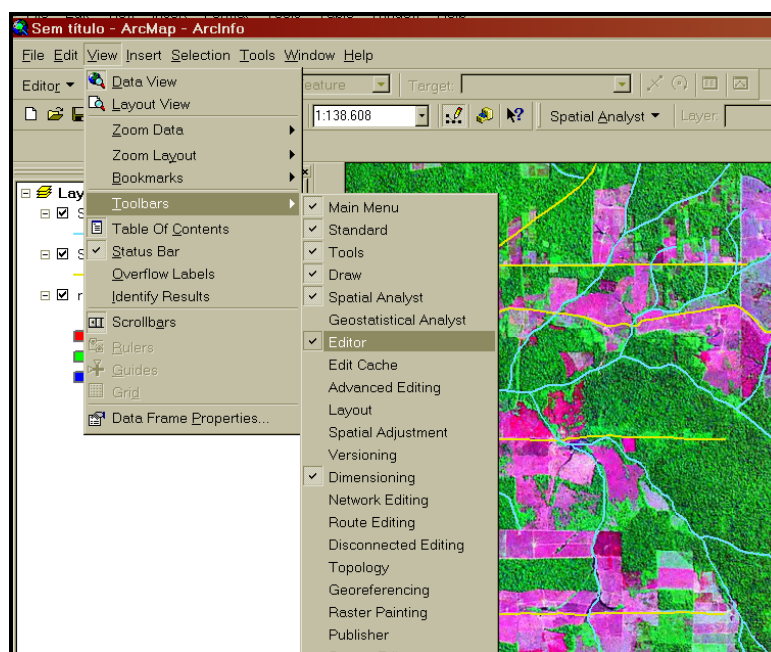 Sem título - ArcMap - ArcInfo
File Edit View Insert Selection Tools Window Help
Editor
Data View
eature
Target:
Layout View
1:138.608
Spatial Analyst
Layer:
Zoom Data
Zoom Layout
Bookmarks
Lay
Toolbars
S
Table Of Contents
S
Status Bar
Overflow Labels
r
Identify Results
Scrollbars
Rulers
Guides
Grid
Data Frame Properties...
Main Menu
Standard
Tools
Draw
Spatial Analyst
Geostatistical Analyst
Editor
Edit Cache
Advanced Editing
Layout
Spatial Adjustment
Versioning
Dimensioning
Network Editing
Route Editing
Disconnected Editing
Topology
Georeferencing
Raster Painting
Publisher